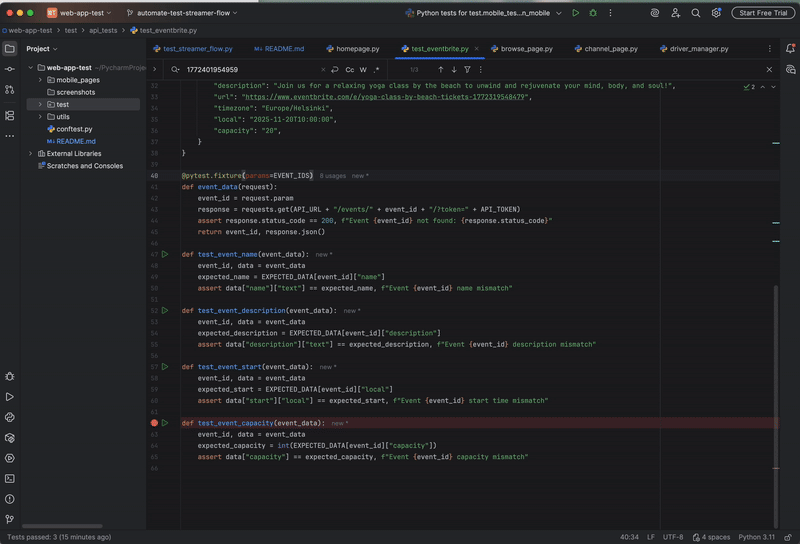 BT web-app-test
automate-test-streamer-flow
Python tests for test.mobile_tes...n_mobile
Start Free Trial
web-app-test
test
api_tests
test_eventbrite.py
Project
test_streamer_flow.py
README.md
homepage.py
test_eventbrite.py
browse_page.py
channel_page.py
driver_manager.py
web-app-test ~/PycharmProjec
mobile_pages
screenshots
test
utils
conftest.py
README.md
External Libraries
Scratches and Consoles
1772401954959
Cc W .*
1/3
32 "description": "Join us for a relaxing yoga class by the beach to unwind and rejuvenate your mind, body, and soul!",
2
33 "url": "https://www.eventbrite.com/e/yoga-class-by-beach-tickets-1772319548479",
34 "timezone": "Europe/Helsinki",
35 "local": "2025-11-20T10:00:00",
36 "capacity": "20",
37 }
38 }
39
40 @pytest.fixture(params=EVENT_IDS) 8 usages new *
41 def event_data(request):
42 event_id = request.param
43 response = requests.get(API_URL + "/events/" + event_id + "/?token=" + API_TOKEN)
44 assert response.status_code == 200, f"Event {event_id} not found: {response.status_code}"
45 return event_id, response.json()
46
47 def test_event_name(event_data): new *
48 event_id, data = event_data
49 expected_name = EXPECTED_DATA[event_id]["name"]
50 assert data["name"]["text"] == expected_name, f"Event {event_id} name mismatch"
51
52 def test_event_description(event_data): new *
53 event_id, data = event_data
54 expected_description = EXPECTED_DATA[event_id]["description"]
55 assert data["description"]["text"] == expected_description, f"Event {event_id} description mismatch"
56
57 def test_event_start(event_data): new *
58 event_id, data = event_data
59 expected_start = EXPECTED_DATA[event_id]["local"]
60 assert data["start"]["local"] == expected_start, f"Event {event_id} start time mismatch"
61
def test_event_capacity(event_data): new *
63 event_id, data = event_data
64 expected_capacity = int(EXPECTED_DATA[event_id]["capacity"])
65 assert data["capacity"] == expected_capacity, f"Event {event_id} capacity mismatch"
66
Tests passed: 3 (15 minutes ago)
40:34 LF UTF-8 4 spaces Python 3.11